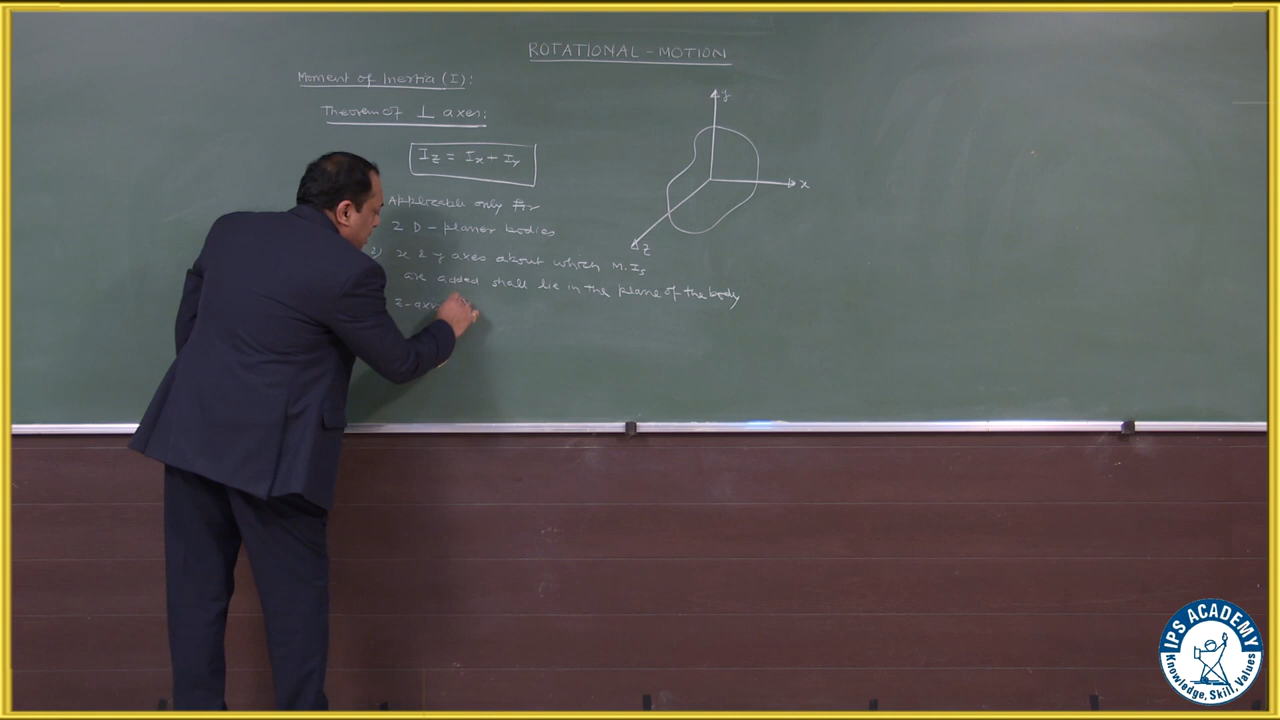 ROTATIONAL - MOTION
Moment of Inertia (I):
Theorem of ⊥ axes:
Iz = Ix + Iy
Applicable only for
2 D - planer bodies
2) x & y axes about which M.Is
are added shall lie in the plane of the body
z-axis
y
x
z
IPS ACADEMY
Knowledge, Skill, Values